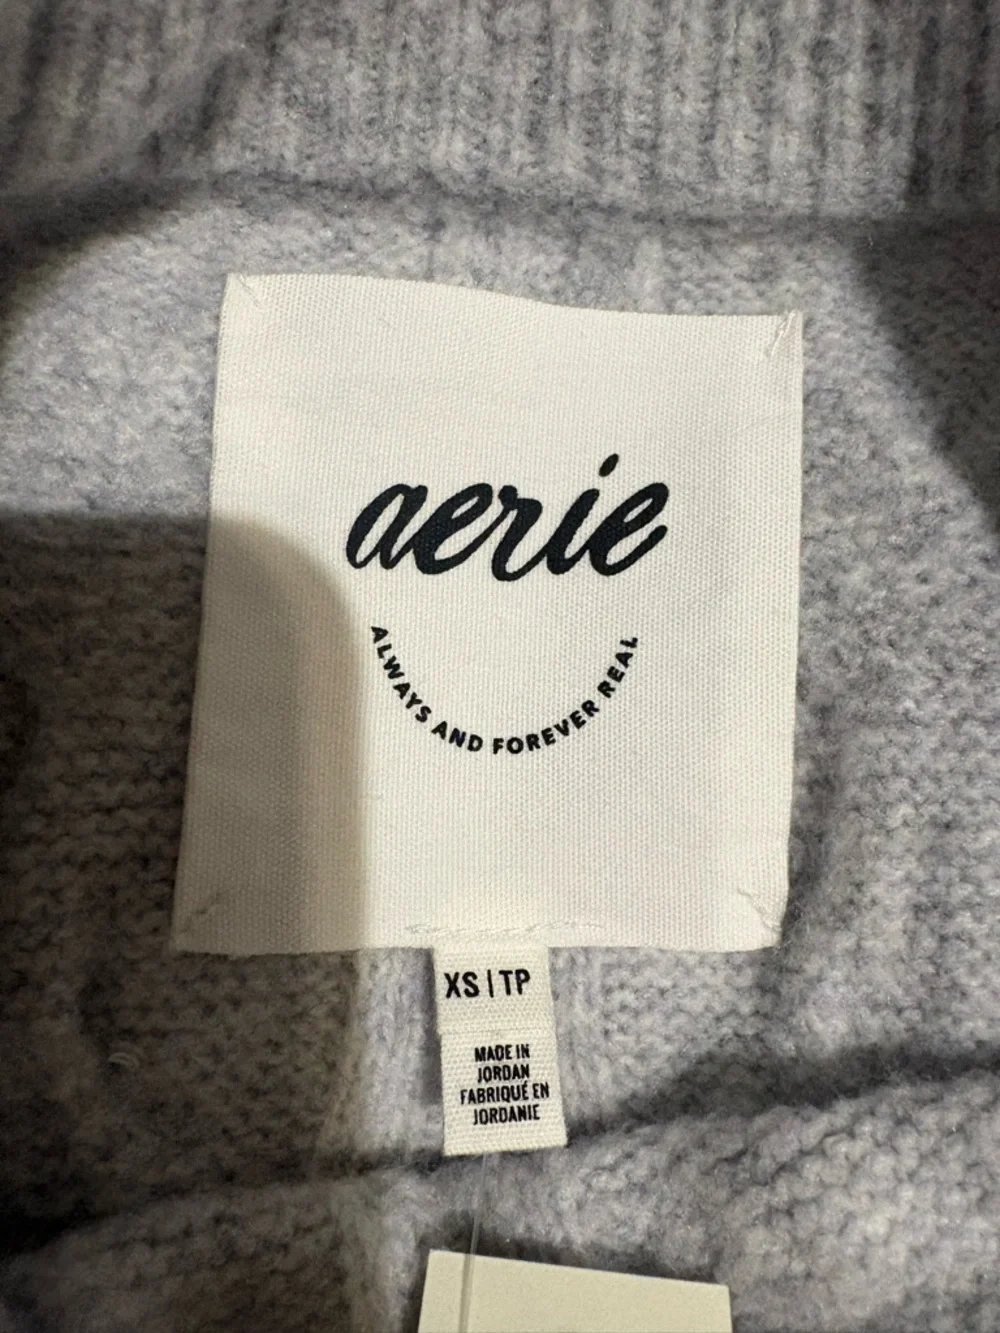 aerie
ALWAYS AND FOREVER REAL
XS | TP
MADE IN
JORDAN
FABRIQUÉ EN
JORDANIE